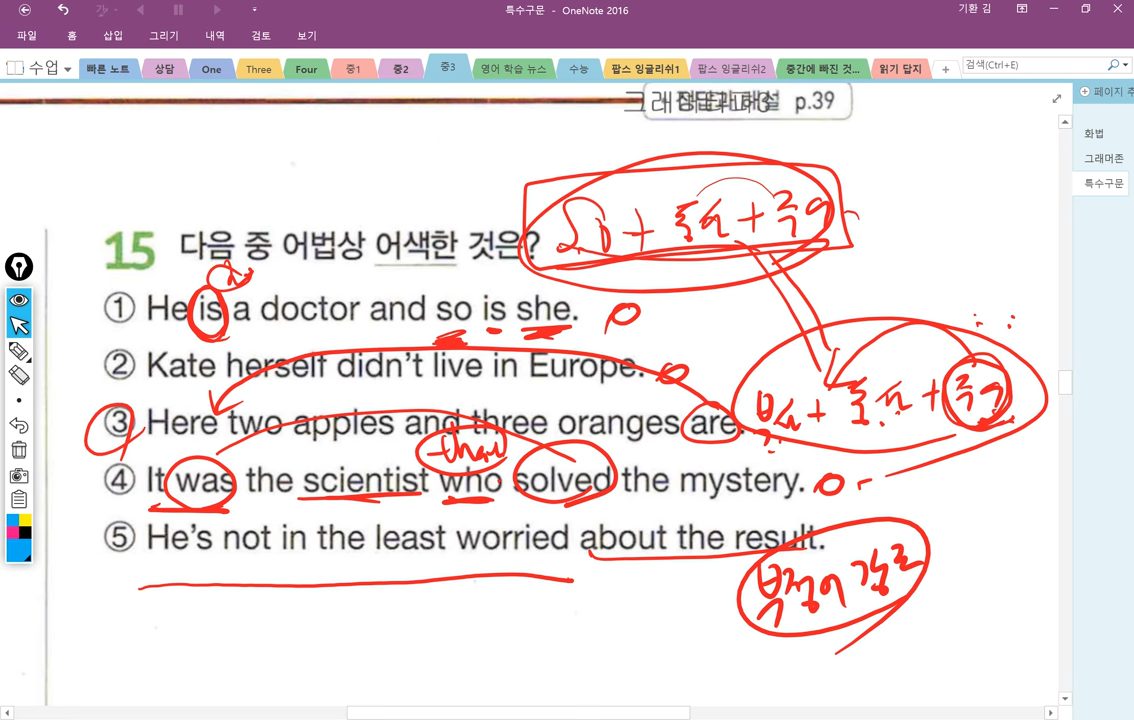 특수구문 - OneNote 2016
기환 김
파일 홈 삽입 그리기 내역 검토 보기
수업 빠른 노트 상담 One Three Four 중1 중2 중3 영어 학습 뉴스 수능 팝스 잉글리쉬1 팝스 잉글리쉬2 중간에 빠진 것... 읽기 답지 검색(Ctrl+E)
페이지 추
화법
그래머존
특수구문
p.39
15 다음 중 어법상 어색한 것은?
① He is a doctor and so is she.
② Kate herself didn't live in Europe.
③ Here two apples and three oranges are.
that
④ It was the scientist who solved the mystery.
⑤ He's not in the least worried about the result.
부정어 강조